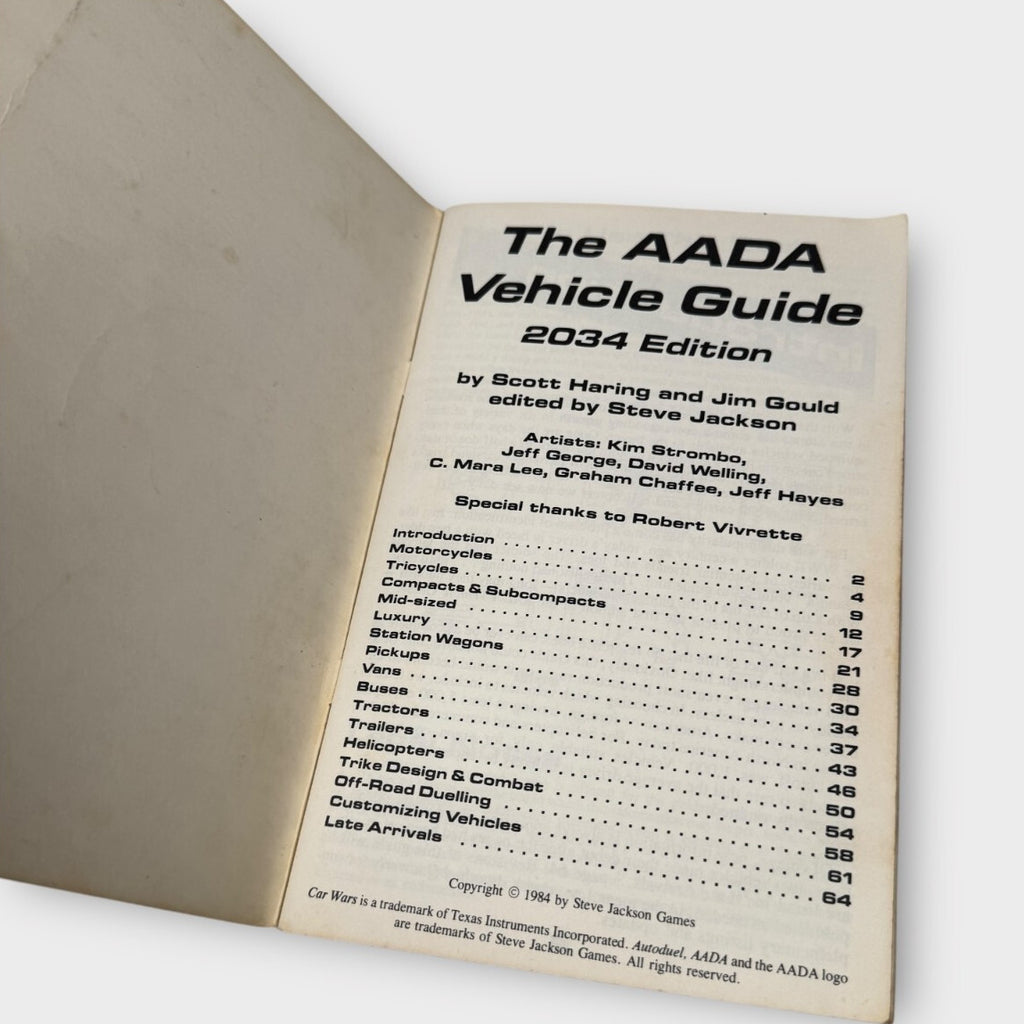 The AADA
Vehicle Guide
2034 Edition
by Scott Haring and Jim Gould
edited by Steve Jackson
Artists: Kim Strombo,
Jeff George, David Welling,
C. Mara Lee, Graham Chaffee, Jeff Hayes
Special thanks to Robert Vivrette
Introduction . . . . . . . . . . . . . . . . . . . . 2
Motorcycles . . . . . . . . . . . . . . . . . . . . 4
Tricycles . . . . . . . . . . . . . . . . . . . . 9
Compacts & Subcompacts . . . . . . . . . . . . . . . . . . . . 12
Mid-sized . . . . . . . . . . . . . . . . . . . . 17
Luxury . . . . . . . . . . . . . . . . . . . . 21
Station Wagons . . . . . . . . . . . . . . . . . . . . 28
Pickups . . . . . . . . . . . . . . . . . . . . 30
Vans . . . . . . . . . . . . . . . . . . . . 34
Buses . . . . . . . . . . . . . . . . . . . . 37
Tractors . . . . . . . . . . . . . . . . . . . . 43
Trailers . . . . . . . . . . . . . . . . . . . . 46
Helicopters . . . . . . . . . . . . . . . . . . . . 50
Trike Design & Combat . . . . . . . . . . . . . . . . . . . . 54
Off-Road Duelling . . . . . . . . . . . . . . . . . . . . 58
Customizing Vehicles . . . . . . . . . . . . . . . . . . . . 61
Late Arrivals . . . . . . . . . . . . . . . . . . . . 64
Copyright © 1984 by Steve Jackson Games
Car Wars is a trademark of Texas Instruments Incorporated. Autoduel, AADA and the AADA logo
are trademarks of Steve Jackson Games. All rights reserved.